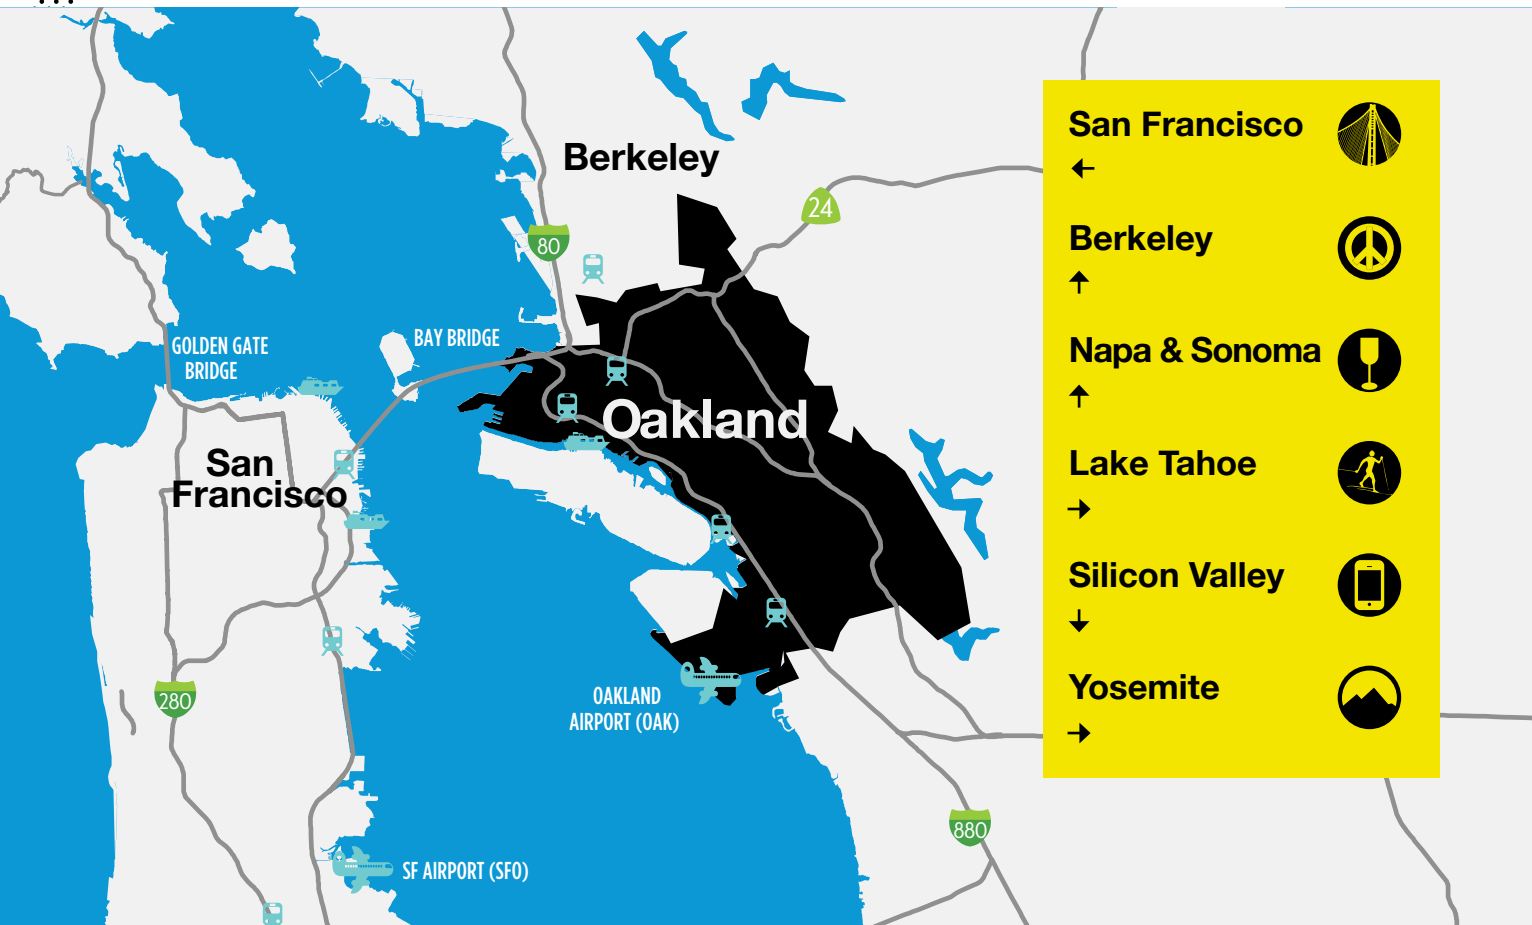 Berkeley
24
80
GOLDEN GATE
BRIDGE
BAY BRIDGE
Oakland
San
Francisco
280
OAKLAND
AIRPORT (OAK)
880
SF AIRPORT (SFO)
San Francisco
←
Berkeley
↑
Napa & Sonoma
↑
Lake Tahoe
→
Silicon Valley
↓
Yosemite
→